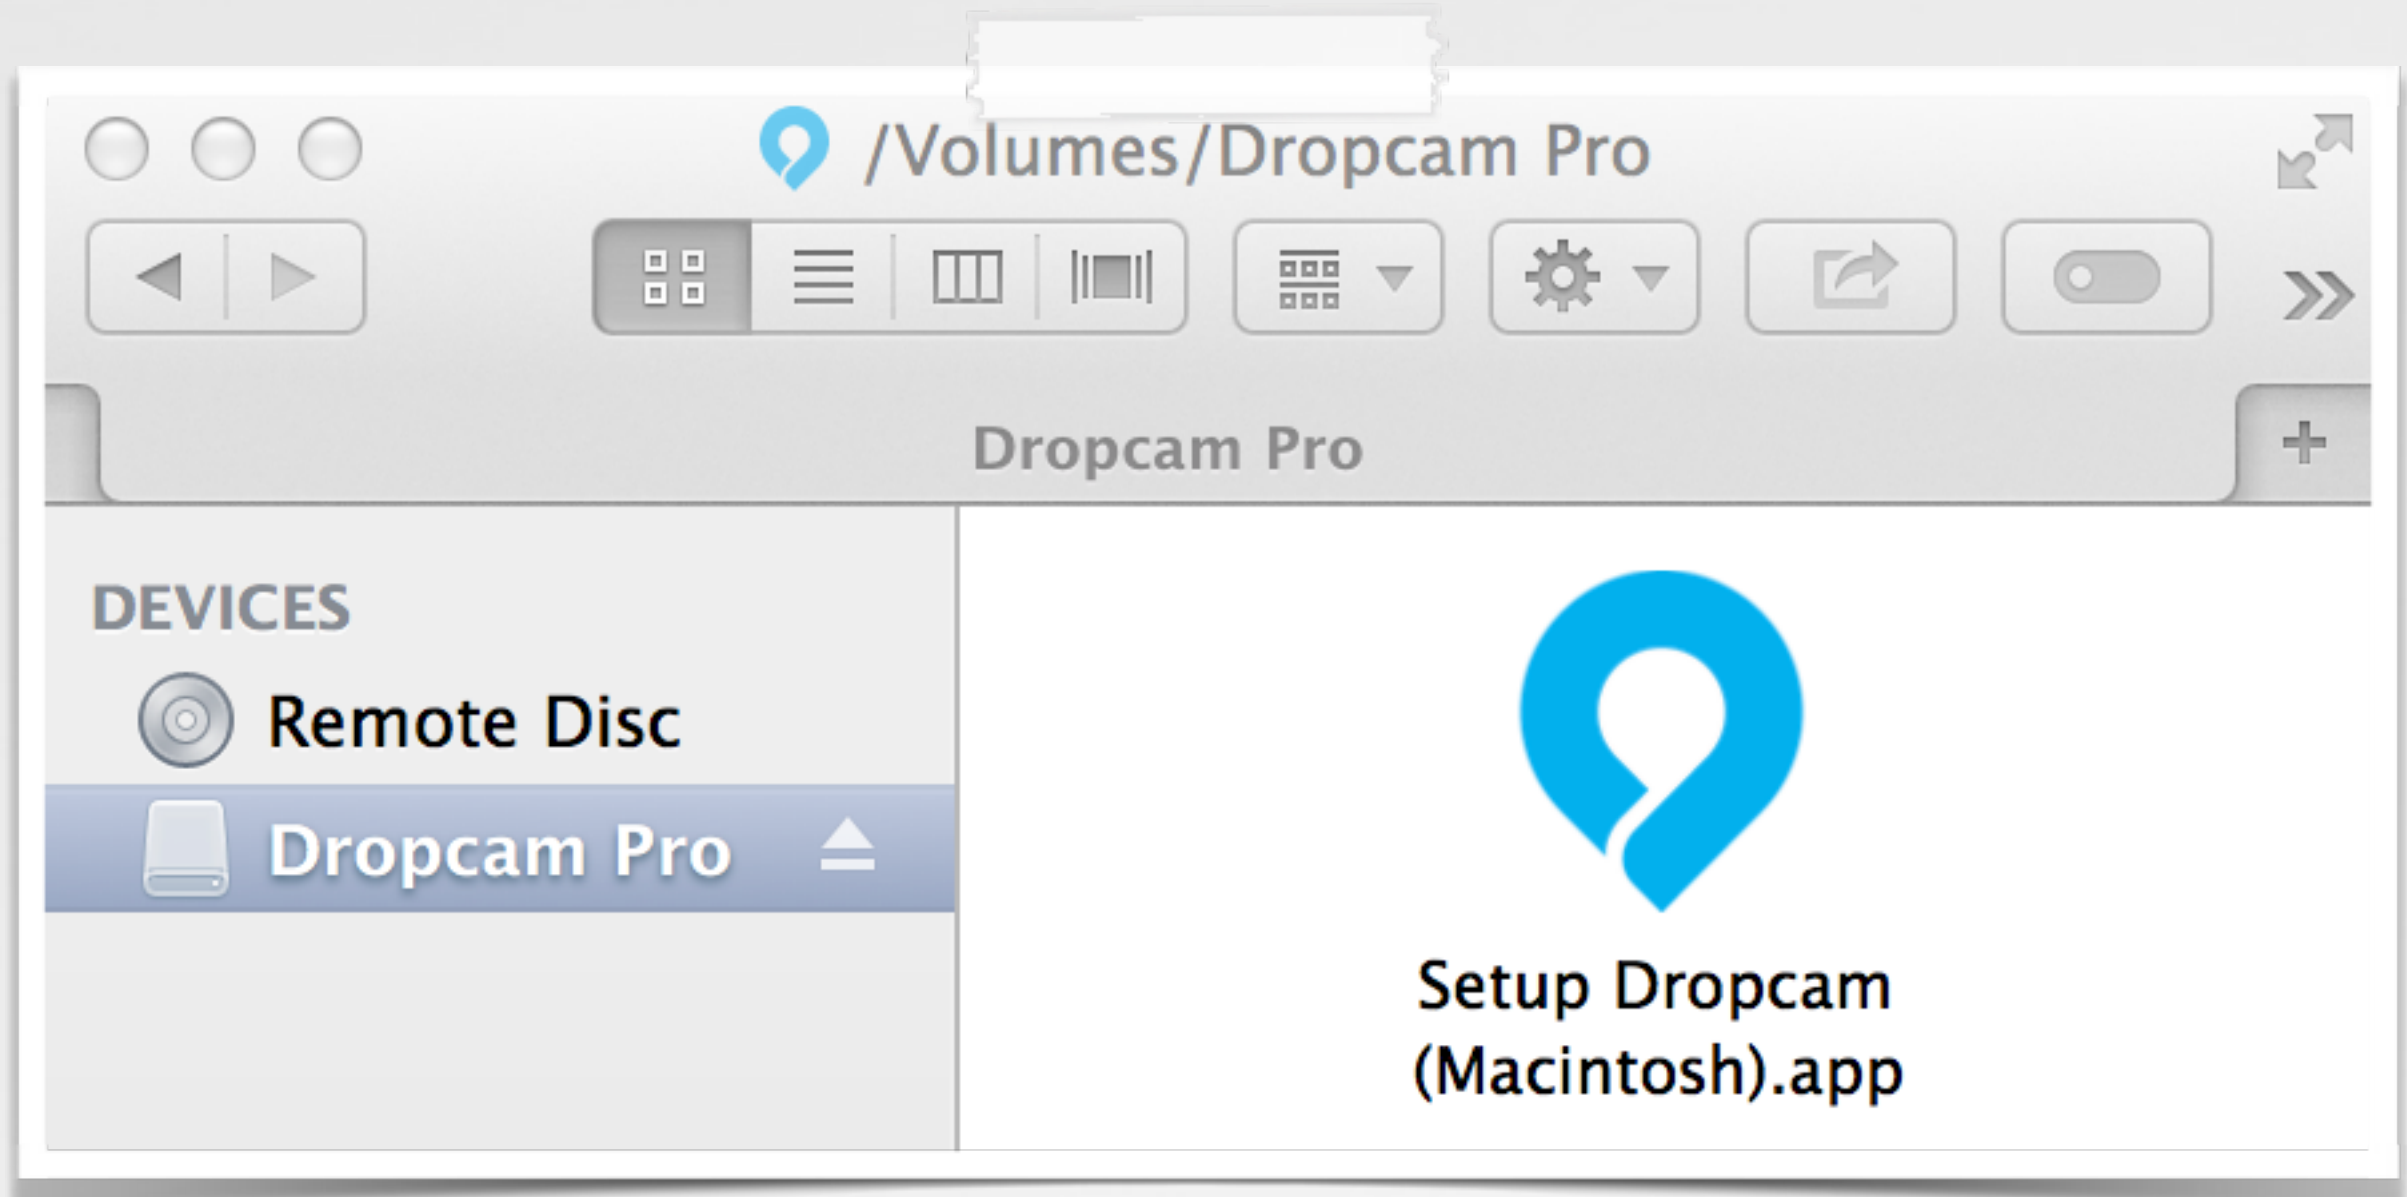 /Volumes/Dropcam Pro
Dropcam Pro
DEVICES
Remote Disc
Dropcam Pro
Setup Dropcam
(Macintosh).app